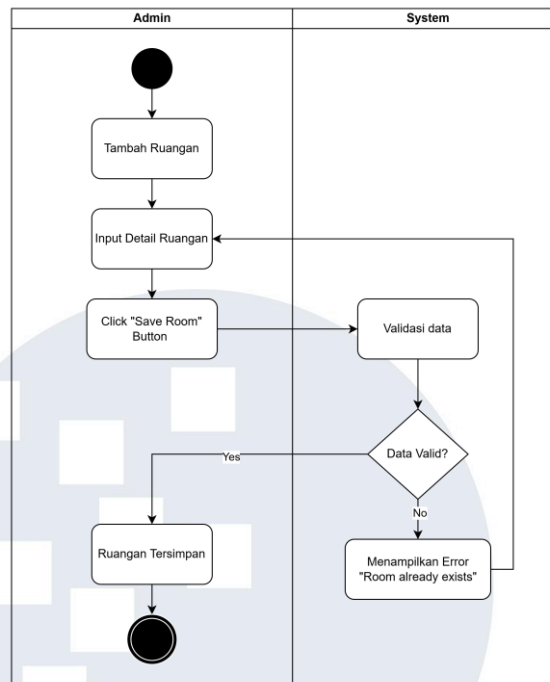 Admin
System
Tambah Ruangan
Input Detail Ruangan
Click "Save Room"
Button
Validasi data
Data Valid?
Yes
No
Ruangan Tersimpan
Menampilkan Error
"Room already exists"